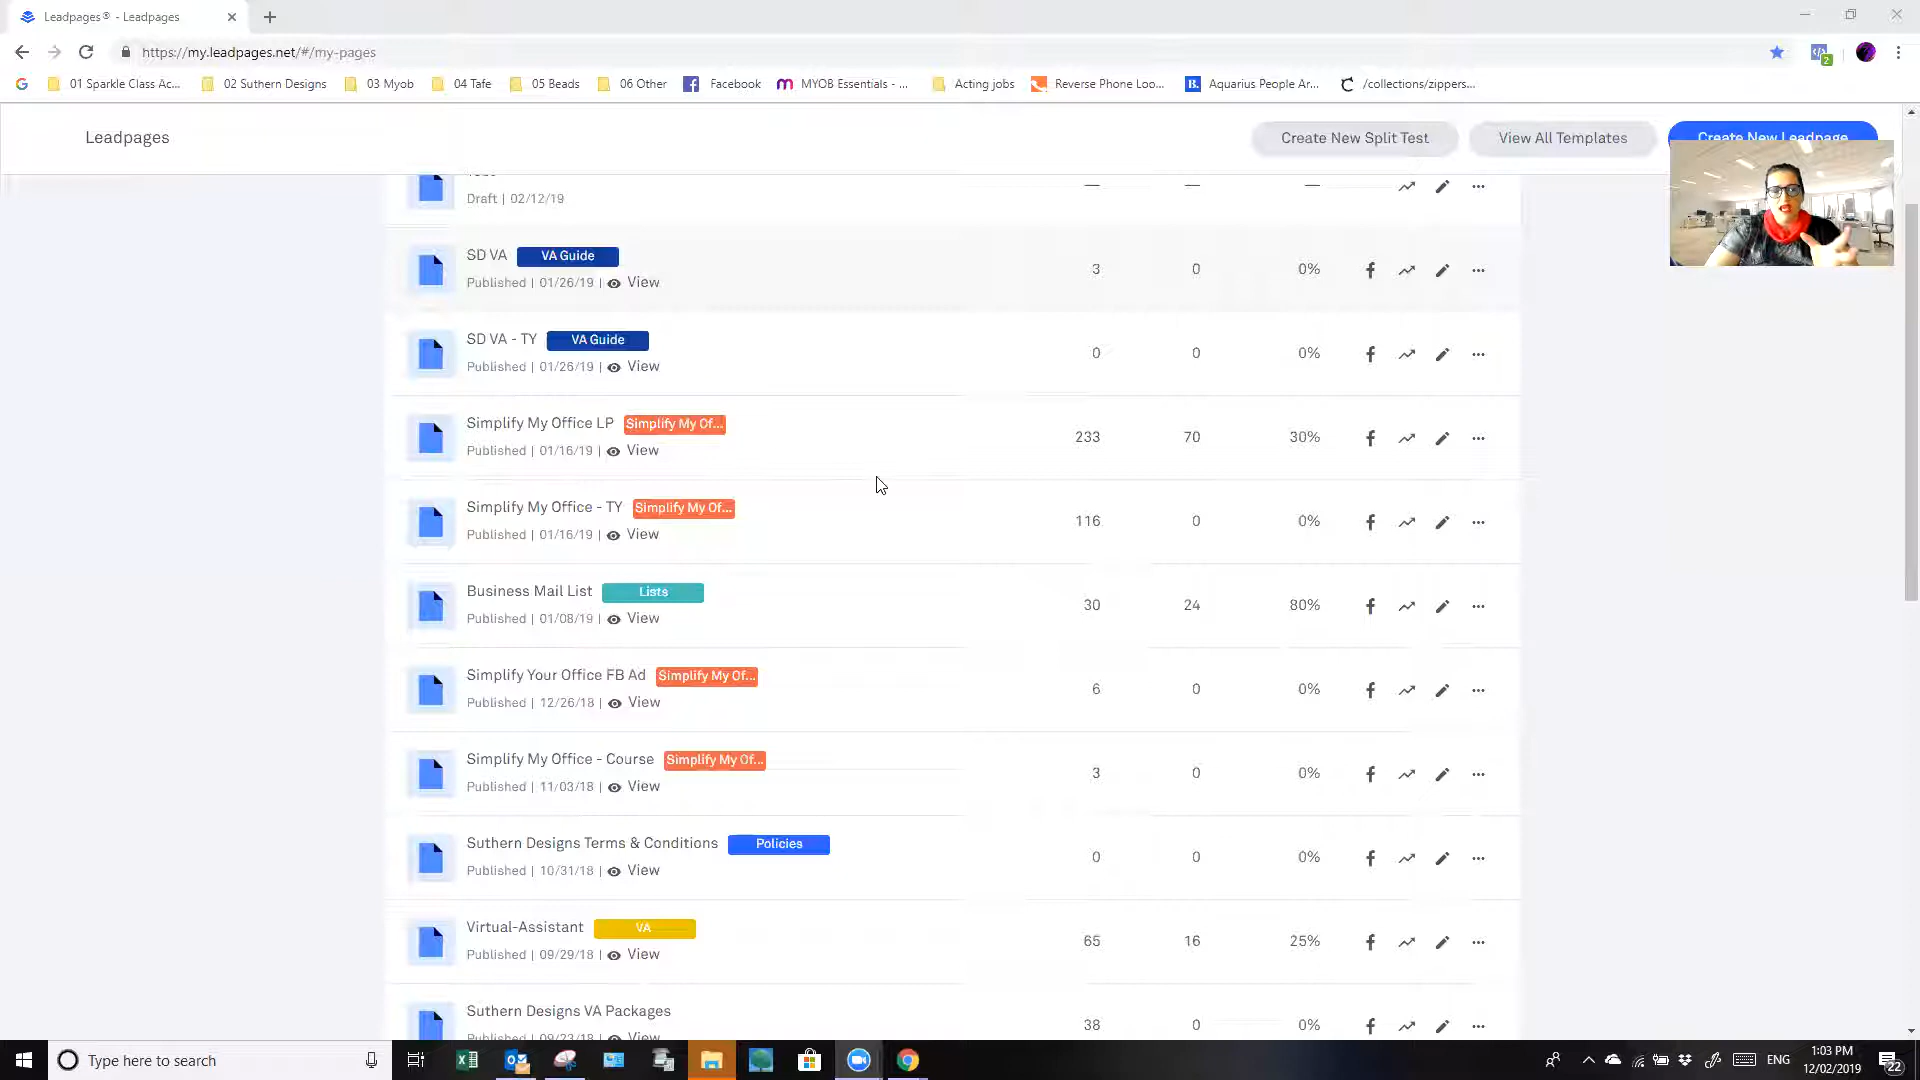 Leadpages® - Leadpages
https://my.leadpages.net/#/my-pages
01 Sparkle Class Ac... 02 Suthern Designs 03 Myob 04 Tafe 05 Beads 06 Other Facebook MYOB Essentials - ... Acting jobs Reverse Phone Loo... Aquarius People Ar... /collections/zippers...
Leadpages Create New Split Test View All Templates Create New Leadpage
Draft | 02/12/19
SD VA VA Guide 3 0 0%
Published | 01/26/19 | View
SD VA - TY VA Guide 0 0 0%
Published | 01/26/19 | View
Simplify My Office LP Simplify My Of... 233 70 30%
Published | 01/16/19 | View
Simplify My Office - TY Simplify My Of... 116 0 0%
Published | 01/16/19 | View
Business Mail List Lists 30 24 80%
Published | 01/08/19 | View
Simplify Your Office FB Ad Simplify My Of... 6 0 0%
Published | 12/26/18 | View
Simplify My Office - Course Simplify My Of... 3 0 0%
Published | 11/03/18 | View
Suthern Designs Terms & Conditions Policies 0 0 0%
Published | 10/31/18 | View
Virtual-Assistant VA 65 16 25%
Published | 09/29/18 | View
Suthern Designs VA Packages 38 0 0%
Published | 09/23/18 | View
Type here to search ENG 1:03 PM
12/02/2019 22